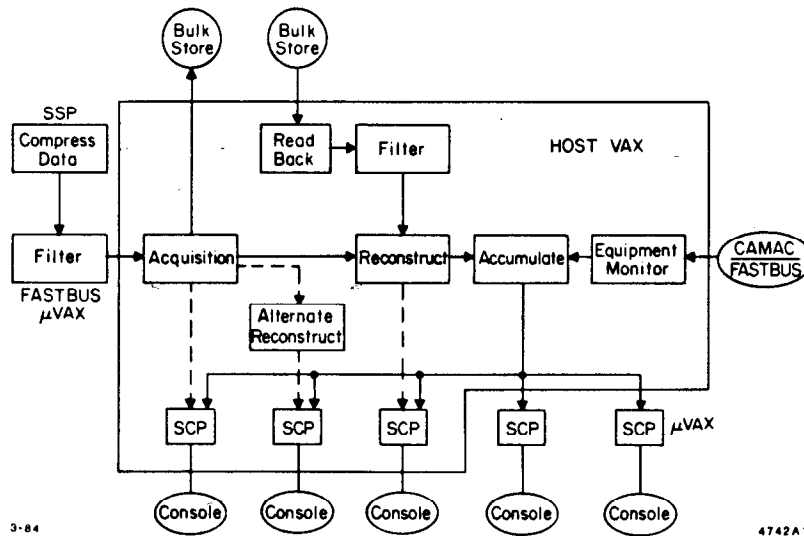 Bulk
Store
Bulk
Store
SSP
Compress
Data
Read
Back
Filter
HOST VAX
Filter
Acquisition
Reconstruct
Accumulate
Equipment
Monitor
CAMAC
FASTBUS
FASTBUS
μVAX
Alternate
Reconstruct
SCP
SCP
SCP
SCP
SCP
μVAX
Console
Console
Console
Console
Console
3-84